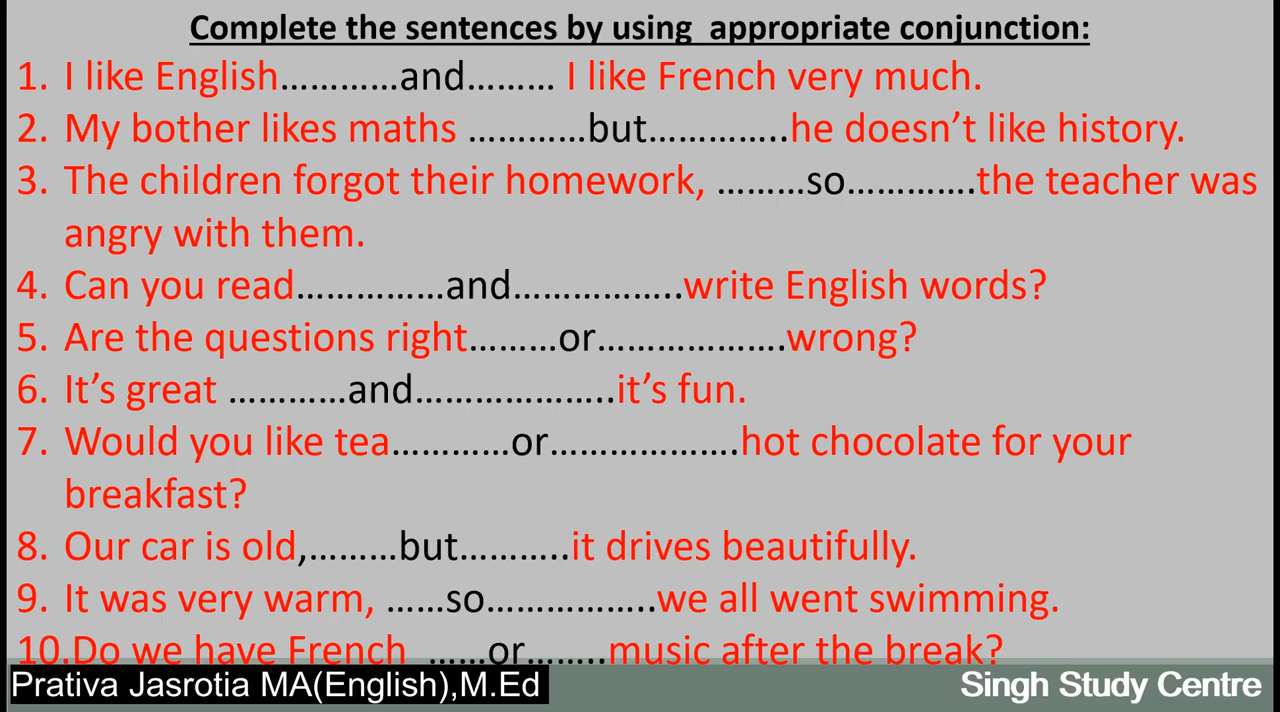 Complete the sentences by using  appropriate conjunction:
1. I like English…………and……… I like French very much.
2. My bother likes maths …………but…………..he doesn’t like history.
3. The children forgot their homework, ………so………….the teacher was
angry with them.
4. Can you read……………and……………..write English words?
5. Are the questions right………or……………….wrong?
6. It’s great …………and………………..it’s fun.
7. Would you like tea…………or……………….hot chocolate for your
breakfast?
8. Our car is old,………but………..it drives beautifully.
9. It was very warm, ……so……………..we all went swimming.
10.Do we have French  ……or……..music after the break?
Prativa Jasrotia MA(English),M.Ed
Singh Study Centre